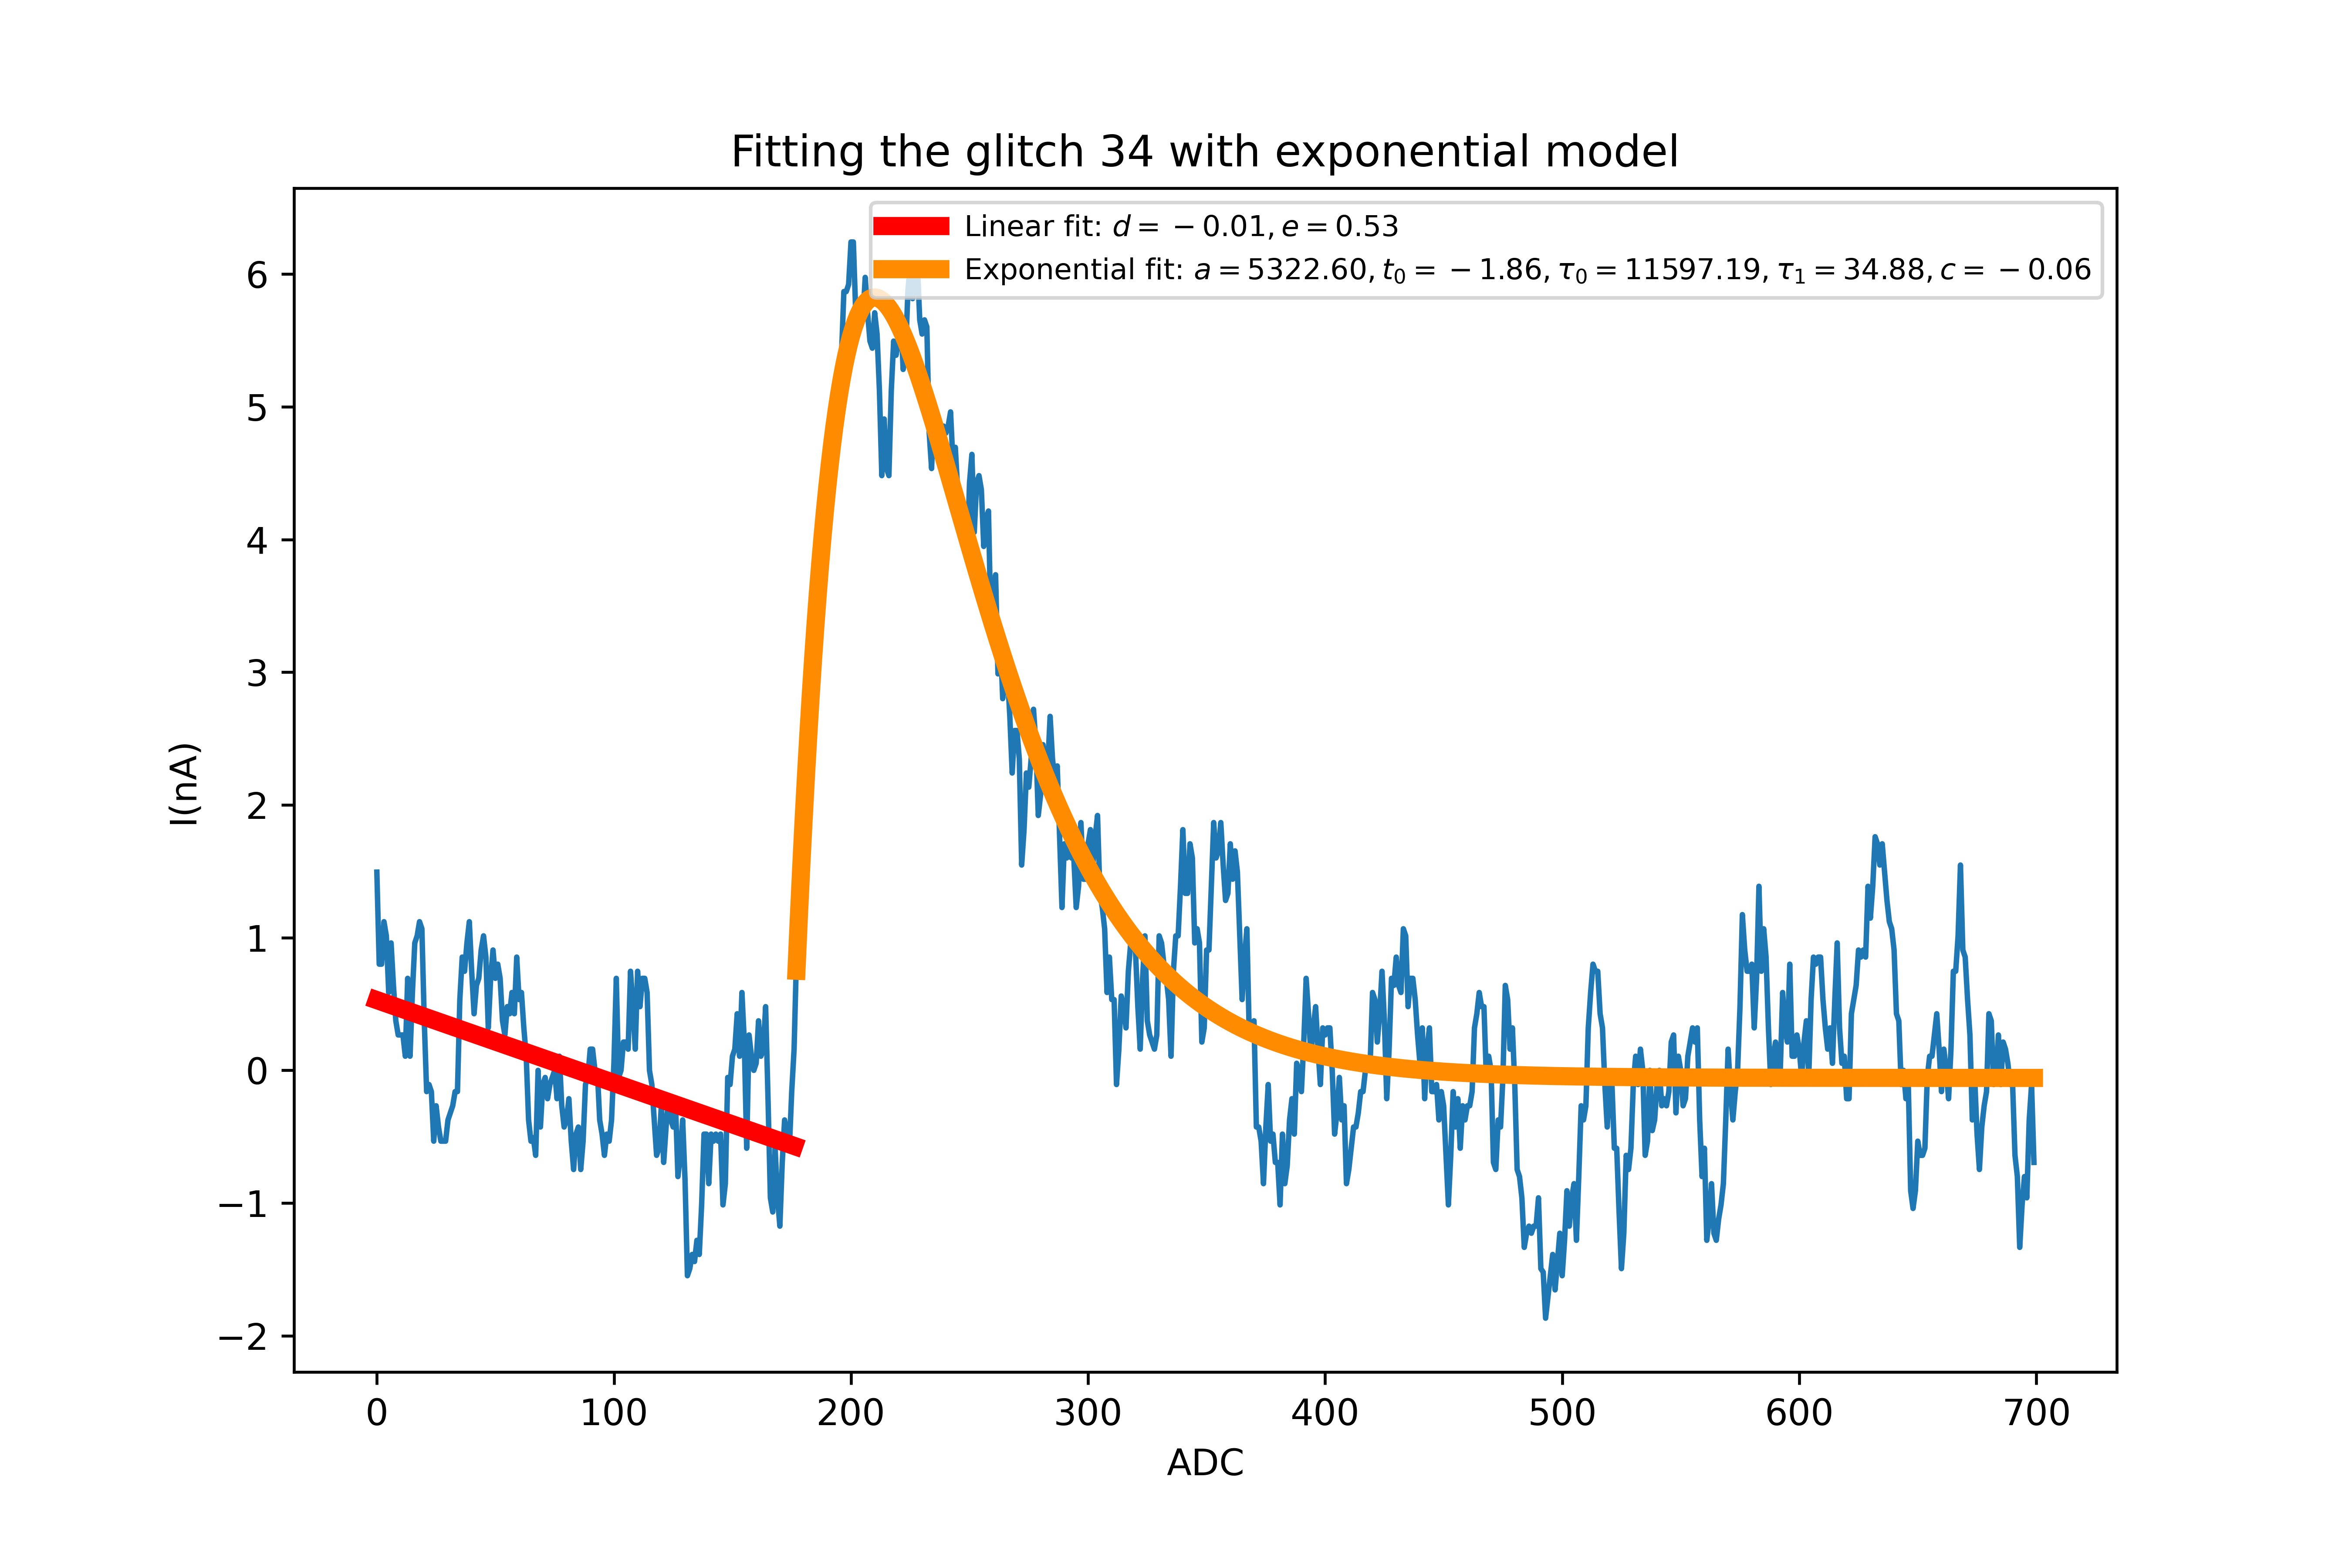 Fitting the glitch 34 with exponential model
Linear fit: d = −0.01, e = 0.53
Exponential fit: a = 5322.60, t₀ = −1.86, τ₀ = 11597.19, τ₁ = 34.88, c = −0.06
6
5
4
3
2
1
0
−1
−2
I(nA)
0 100 200 300 400 500 600 700
ADC